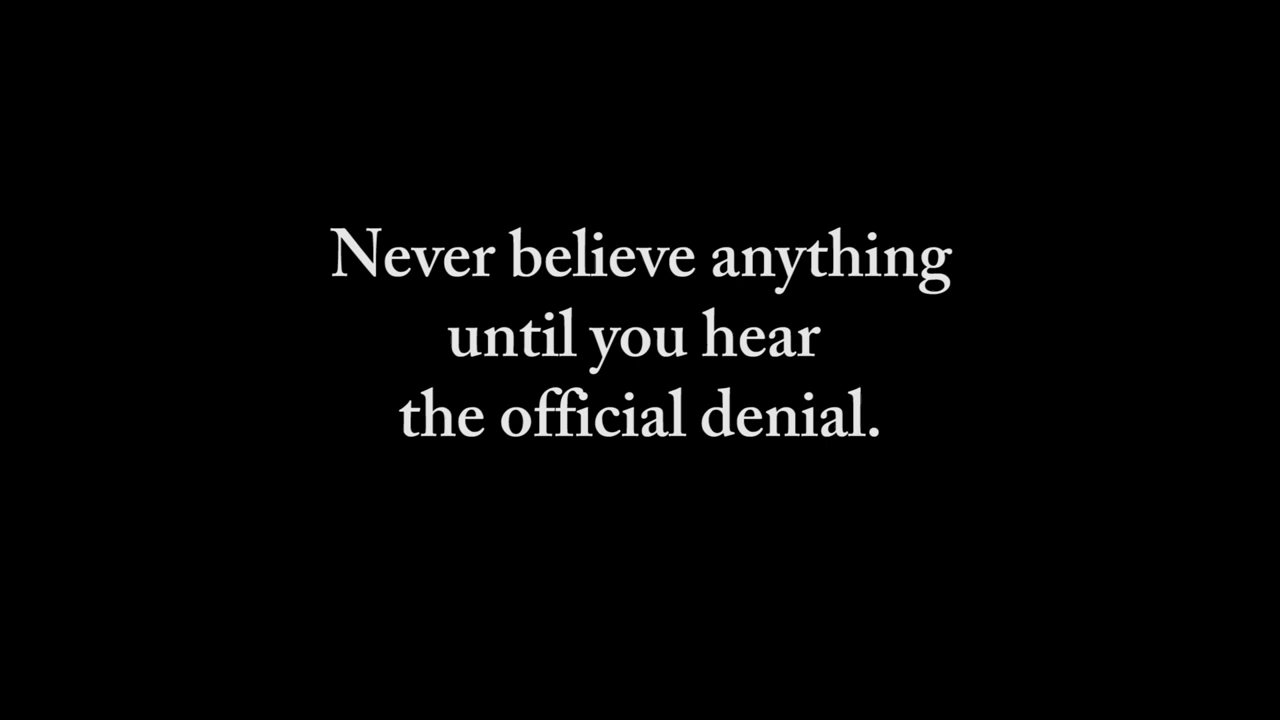 Never believe anything
until you hear
the official denial.